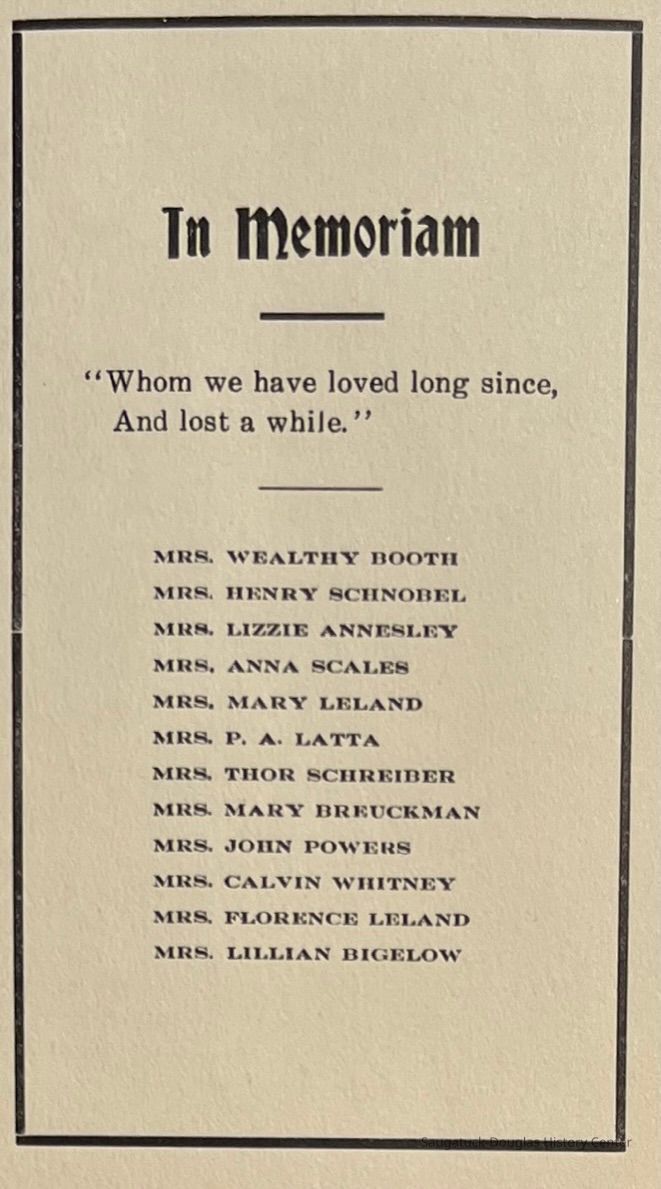 In Memoriam
“Whom we have loved long since,
And lost a while.”
MRS. WEALTHY BOOTH
MRS. HENRY SCHNOBEL
MRS. LIZZIE ANNESLEY
MRS. ANNA SCALES
MRS. MARY LELAND
MRS. P. A. LATTA
MRS. THOR SCHREIBER
MRS. MARY BREUCKMAN
MRS. JOHN POWERS
MRS. CALVIN WHITNEY
MRS. FLORENCE LELAND
MRS. LILLIAN BIGELOW
Saugatuck-Douglas History Center